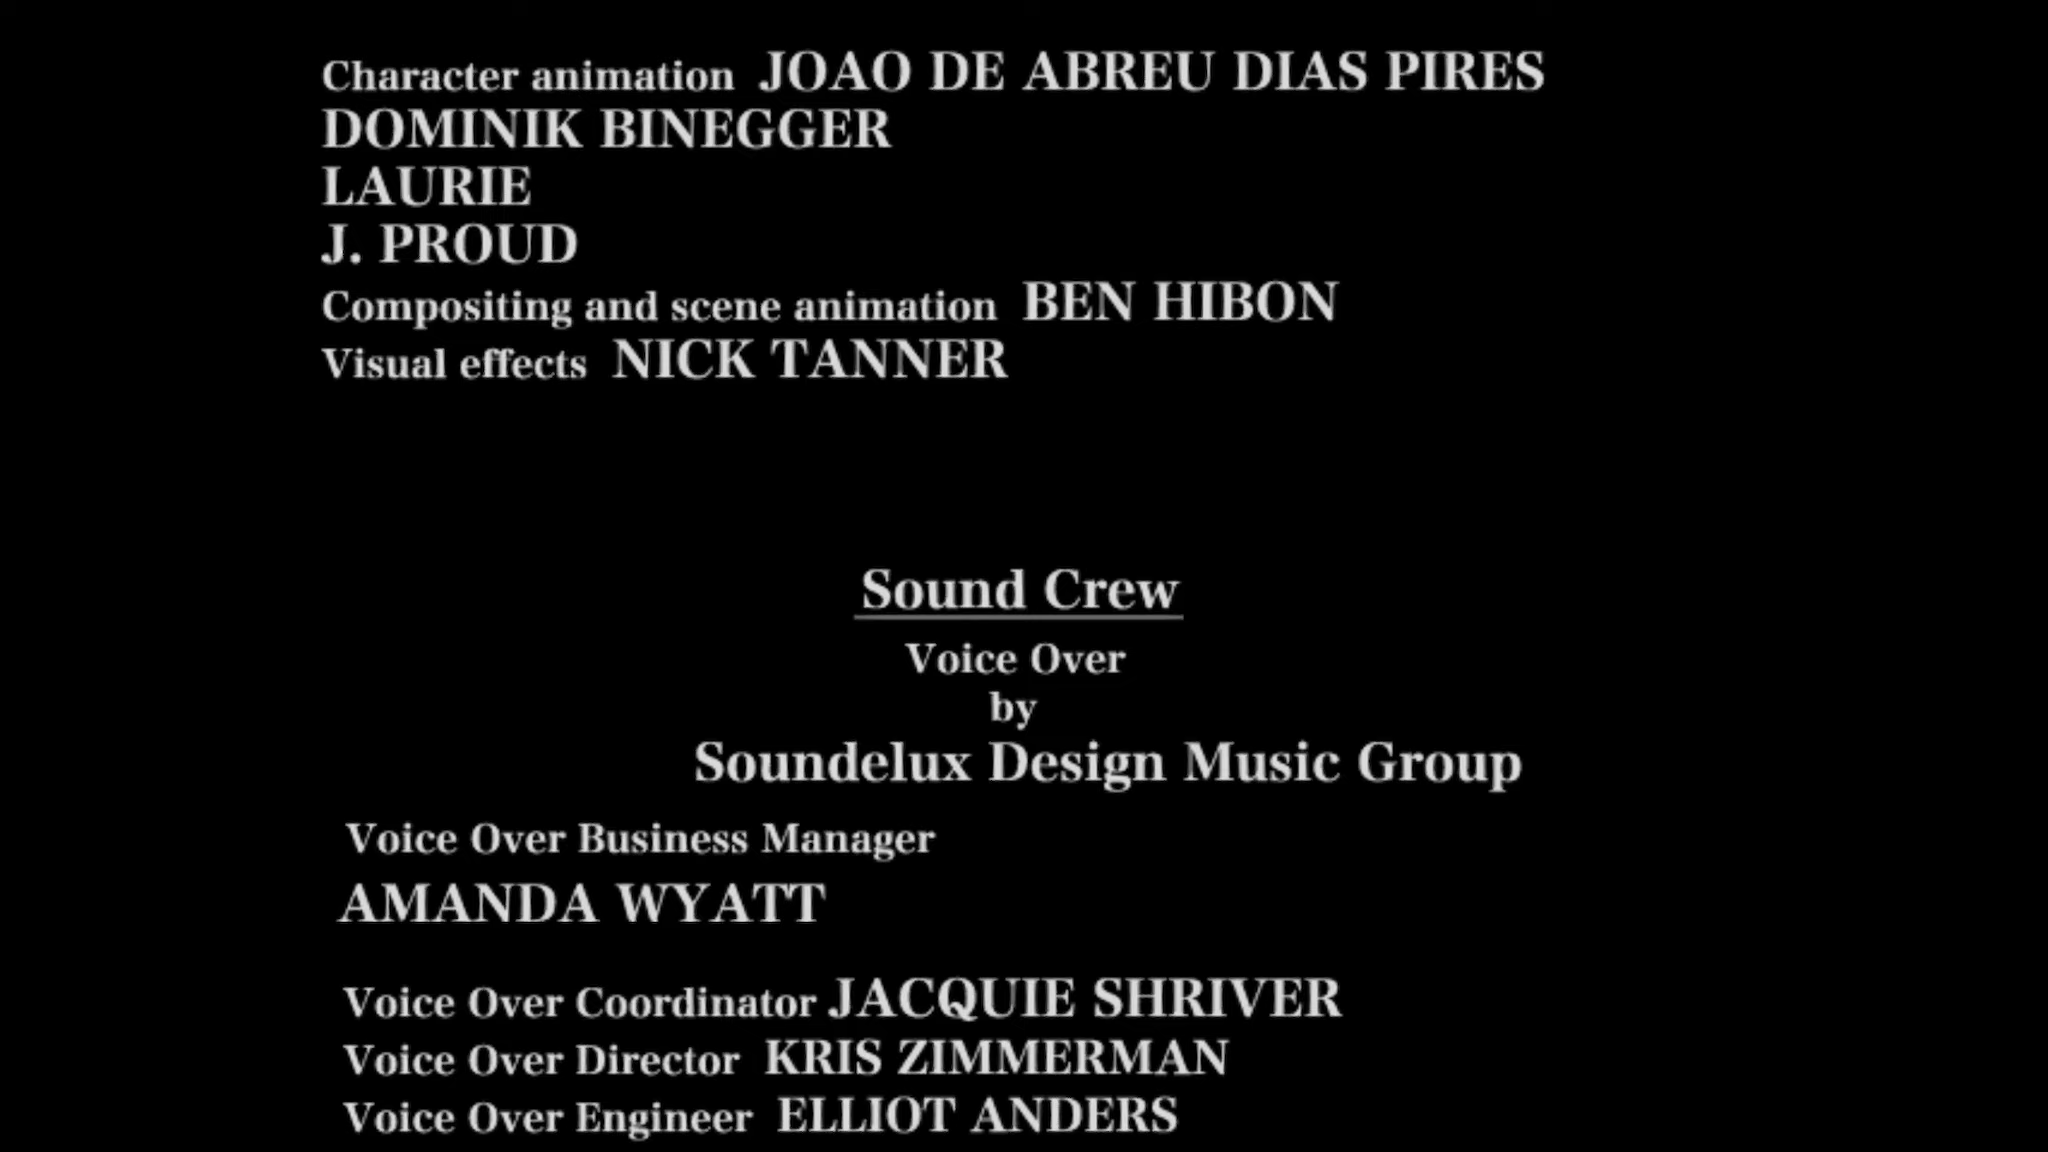 Character animation JOAO DE ABREU DIAS PIRES
DOMINIK BINEGGER
LAURIE
J. PROUD
Compositing and scene animation BEN HIBON
Visual effects NICK TANNER
Sound Crew
Voice Over
by
Soundelux Design Music Group
Voice Over Business Manager
AMANDA WYATT
Voice Over Coordinator JACQUIE SHRIVER
Voice Over Director KRIS ZIMMERMAN
Voice Over Engineer ELLIOT ANDERS